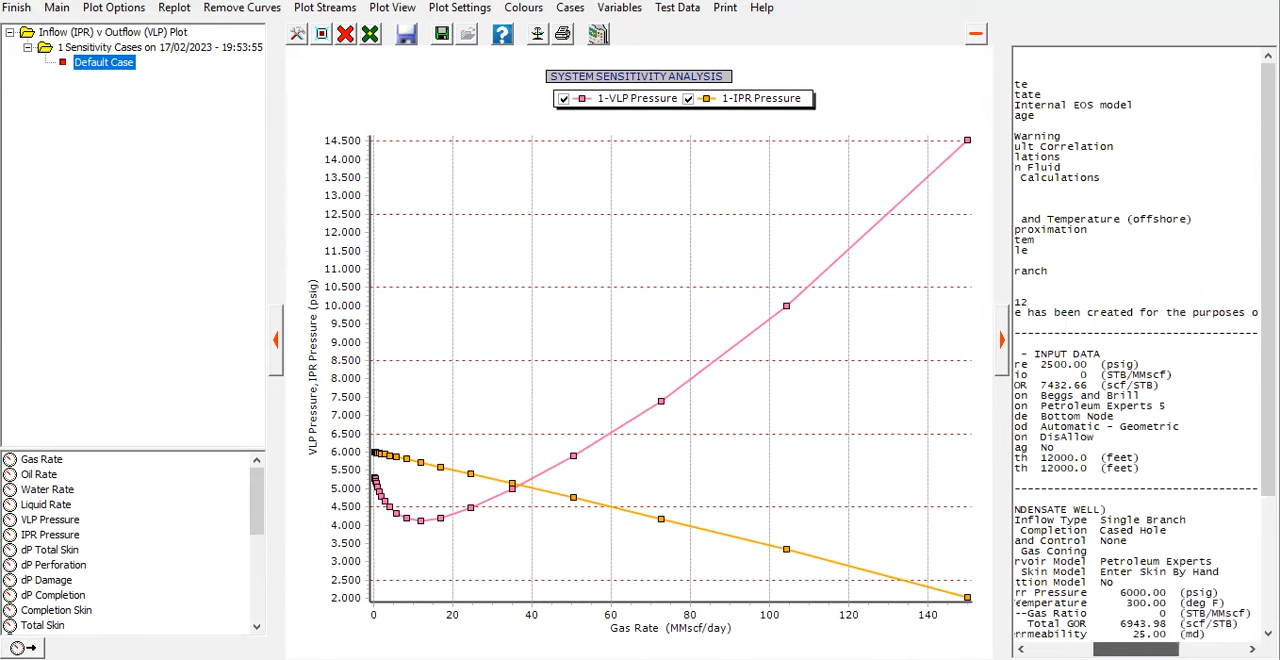 Finish Main Plot Options Replot Remove Curves Plot Streams Plot View Plot Settings Colours Cases Variables Test Data Print Help
Inflow (IPR) v Outflow (VLP) Plot
1 Sensitivity Cases on 17/02/2023 - 19:53:55
Default Case
Gas Rate
Oil Rate
Water Rate
Liquid Rate
VLP Pressure
IPR Pressure
dP Total Skin
dP Perforation
dP Damage
dP Completion
Completion Skin
Total Skin
SYSTEM SENSITIVITY ANALYSIS
1-VLP Pressure 1-IPR Pressure
VLP Pressure, IPR Pressure (psig)
14.500
14.000
13.500
13.000
12.500
12.000
11.500
11.000
10.500
10.000
9.500
9.000
8.500
8.000
7.500
7.000
6.500
6.000
5.500
5.000
4.500
4.000
3.500
3.000
2.500
2.000
0 20 40 60 80 100 120 140
Gas Rate (MMscf/day)
te
tate
Internal EOS model
age
Warning
ult Correlation
lations
n Fluid
Calculations
and Temperature (offshore)
proximation
tem
le
ranch
12
e has been created for the purposes o
- INPUT DATA
re 2500.00 (psig)
io 0 (STB/MMscf)
OR 7432.66 (scf/STB)
on Beggs and Brill
on Petroleum Experts 5
de Bottom Node
od Automatic - Geometric
on DisAllow
ag No
th 12000.0 (feet)
th 12000.0 (feet)
NDENSATE WELL)
Inflow Type Single Branch
Completion Cased Hole
and Control None
Gas Coning
rvoir Model Petroleum Experts
Skin Model Enter Skin By Hand
ttion Model No
rr Pressure 6000.00 (psig)
emperature 300.00 (deg F)
--Gas Ratio 0 (STB/MMscf)
Total GOR 6943.98 (scf/STB)
ermeability 25.00 (md)